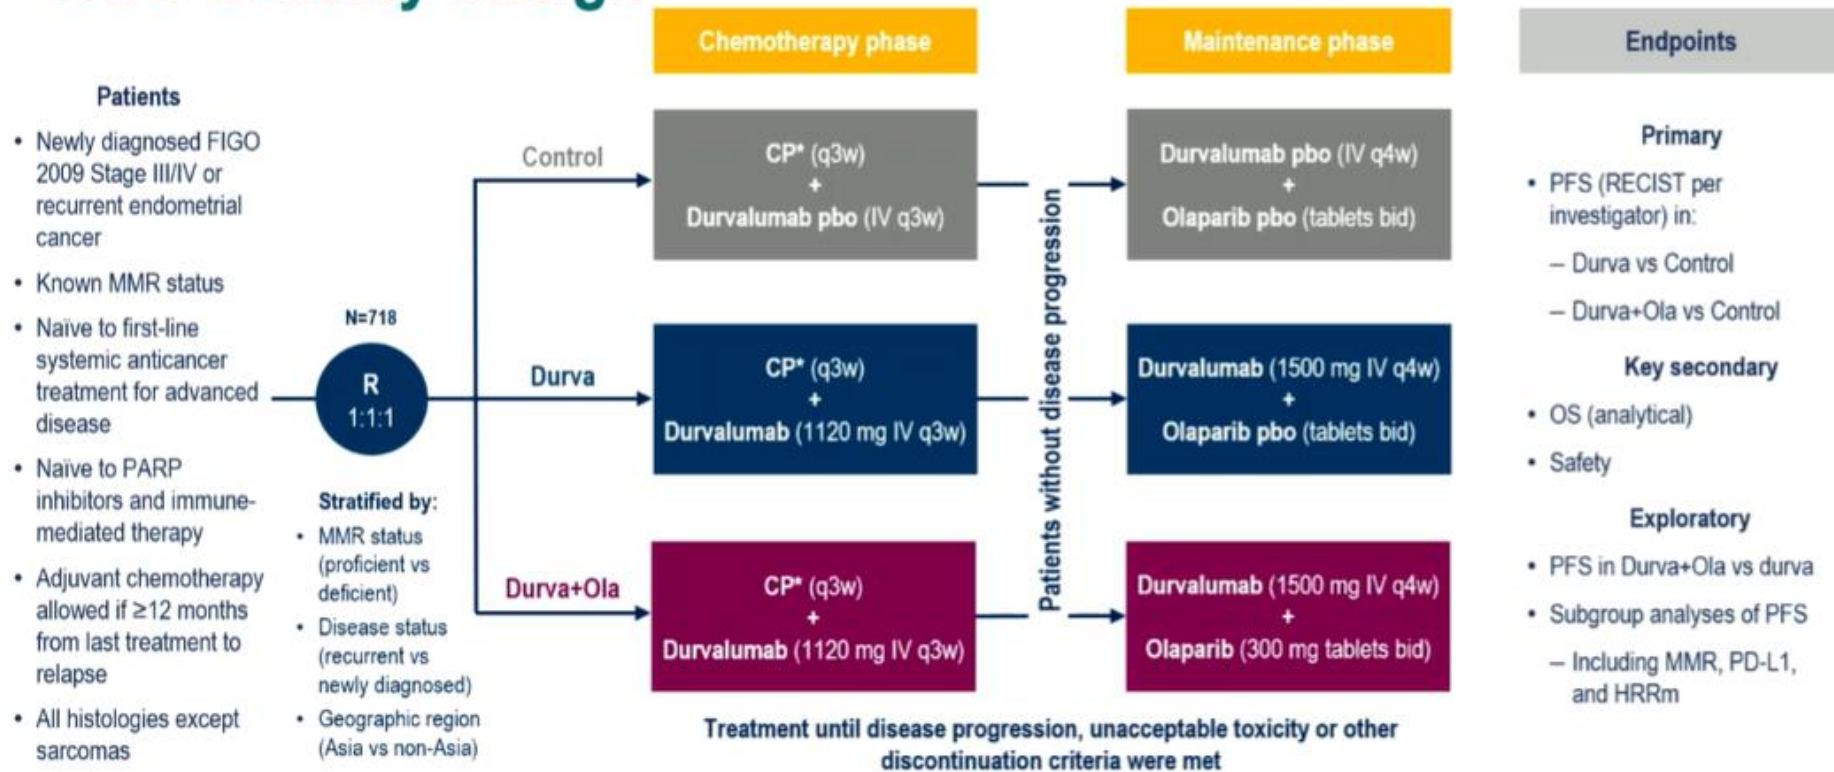 Chemotherapy phase
Maintenance phase
Endpoints
Patients
• Newly diagnosed FIGO
2009 Stage III/IV or
recurrent endometrial
cancer
• Known MMR status
• Naïve to first-line
systemic anticancer
treatment for advanced
disease
• Naïve to PARP
inhibitors and immune-
mediated therapy
• Adjuvant chemotherapy
allowed if ≥12 months
from last treatment to
relapse
• All histologies except
sarcomas
N=718
R
1:1:1
Stratified by:
• MMR status
(proficient vs
deficient)
• Disease status
(recurrent vs
newly diagnosed)
• Geographic region
(Asia vs non-Asia)
Control
CP* (q3w)
+
Durvalumab pbo (IV q3w)
Durvalumab pbo (IV q4w)
+
Olaparib pbo (tablets bid)
Durva
CP* (q3w)
+
Durvalumab (1120 mg IV q3w)
Durvalumab (1500 mg IV q4w)
+
Olaparib pbo (tablets bid)
Durva+Ola
CP* (q3w)
+
Durvalumab (1120 mg IV q3w)
Durvalumab (1500 mg IV q4w)
+
Olaparib (300 mg tablets bid)
Patients without disease progression
Treatment until disease progression, unacceptable toxicity or other
discontinuation criteria were met
Primary
• PFS (RECIST per
investigator) in:
– Durva vs Control
– Durva+Ola vs Control
Key secondary
• OS (analytical)
• Safety
Exploratory
• PFS in Durva+Ola vs durva
• Subgroup analyses of PFS
– Including MMR, PD-L1,
and HRRm